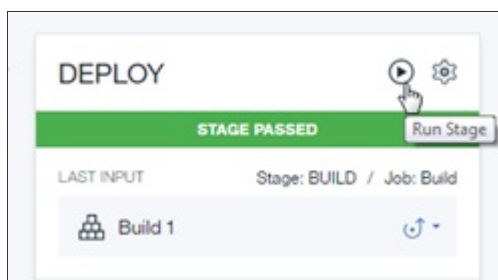 DEPLOY
STAGE PASSED
Run Stage
LAST INPUT Stage: BUILD / Job: Build
Build 1